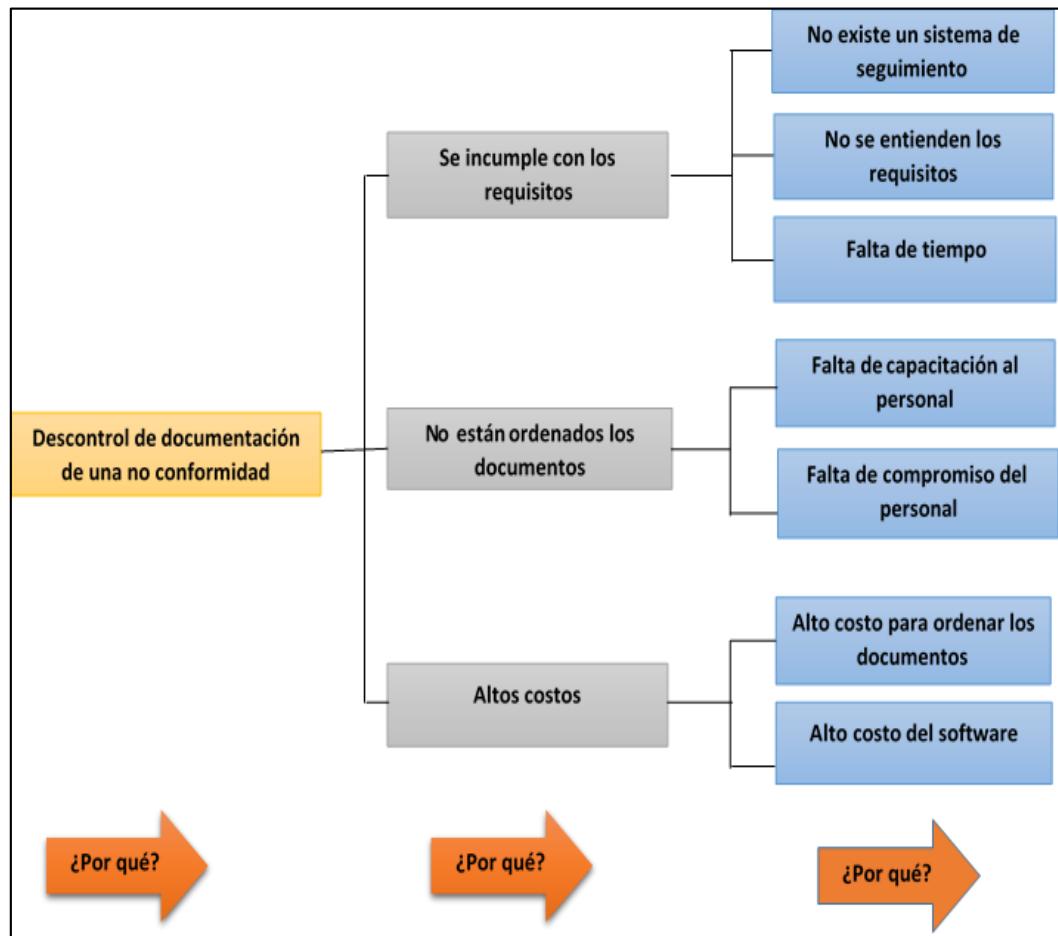 No existe un sistema de
seguimiento
Se incumple con los
requisitos
No se entienden los
requisitos
Falta de tiempo
Descontrol de documentación
de una no conformidad
No están ordenados los
documentos
Falta de capacitación al
personal
Falta de compromiso del
personal
Altos costos
Alto costo para ordenar los
documentos
Alto costo del software
¿Por qué?
¿Por qué?
¿Por qué?